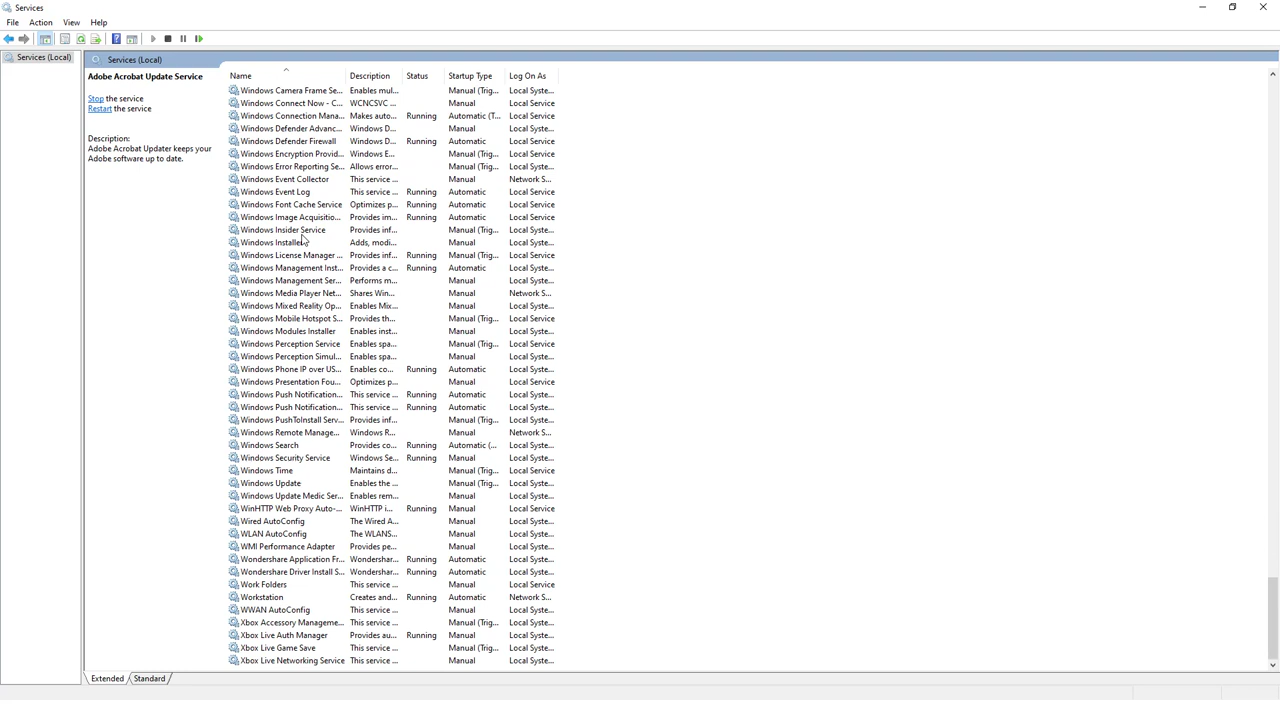 Services
File Action View Help
Services (Local)
Services (Local)
Adobe Acrobat Update Service
Stop the service
Restart the service
Description:
Adobe Acrobat Updater keeps your
Adobe software up to date.
Name Description Status Startup Type Log On As
Windows Camera Frame Se... Enables mul... Manual (Trig... Local Syste...
Windows Connect Now - C... WCNCSVC ... Manual Local Service
Windows Connection Mana... Makes auto... Running Automatic (T... Local Service
Windows Defender Advanc... Windows D... Manual Local Syste...
Windows Defender Firewall Windows D... Running Automatic Local Service
Windows Encryption Provid... Windows E... Manual (Trig... Local Service
Windows Error Reporting Se... Allows error... Manual (Trig... Local Syste...
Windows Event Collector This service ... Manual Network S...
Windows Event Log This service ... Running Automatic Local Service
Windows Font Cache Service Optimizes p... Running Automatic Local Service
Windows Image Acquisitio... Provides im... Running Automatic Local Service
Windows Insider Service Provides inf... Manual (Trig... Local Syste...
Windows Installer Adds, modi... Manual Local Syste...
Windows License Manager ... Provides inf... Running Manual (Trig... Local Service
Windows Management Inst... Provides a c... Running Automatic Local Syste...
Windows Management Ser... Performs m... Manual Local Syste...
Windows Media Player Net... Shares Win... Manual Network S...
Windows Mixed Reality Op... Enables Mix... Manual Local Syste...
Windows Mobile Hotspot S... Provides th... Manual (Trig... Local Service
Windows Modules Installer Enables inst... Manual Local Syste...
Windows Perception Service Enables spa... Manual (Trig... Local Service
Windows Perception Simul... Enables spa... Manual Local Syste...
Windows Phone IP over US... Enables co... Running Automatic Local Syste...
Windows Presentation Fou... Optimizes p... Manual Local Service
Windows Push Notification... This service ... Running Automatic Local Syste...
Windows Push Notification... This service ... Running Automatic Local Syste...
Windows PushToInstall Serv... Provides inf... Manual (Trig... Local Syste...
Windows Remote Manage... Windows R... Manual Network S...
Windows Search Provides co... Running Automatic (... Local Syste...
Windows Security Service Windows Se... Running Manual Local Syste...
Windows Time Maintains d... Manual (Trig... Local Service
Windows Update Enables the ... Manual (Trig... Local Syste...
Windows Update Medic Ser... Enables rem... Manual Local Syste...
WinHTTP Web Proxy Auto-... WinHTTP i... Running Manual Local Service
Wired AutoConfig The Wired A... Manual Local Syste...
WLAN AutoConfig The WLANS... Manual Local Syste...
WMI Performance Adapter Provides pe... Manual Local Syste...
Wondershare Application Fr... Wondershar... Running Automatic Local Syste...
Wondershare Driver Install S... Wondershar... Running Automatic Local Syste...
Work Folders This service ... Manual Local Service
Workstation Creates and... Running Automatic Network S...
WWAN AutoConfig This service ... Manual Local Syste...
Xbox Accessory Manageme... This service ... Manual (Trig... Local Syste...
Xbox Live Auth Manager Provides au... Running Manual Local Syste...
Xbox Live Game Save This service ... Manual (Trig... Local Syste...
Xbox Live Networking Service This service ... Manual Local Syste...
Extended Standard